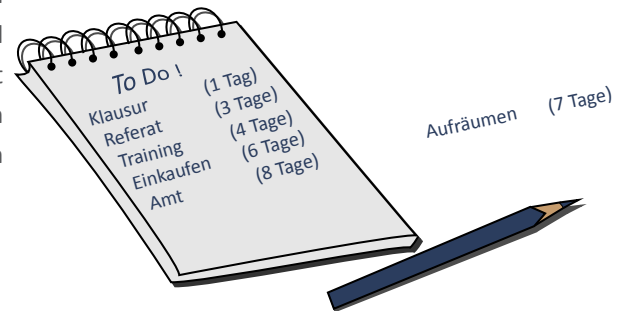 To Do !
Klausur (1 Tag)
Referat (3 Tage)
Training (4 Tage)
Einkaufen (6 Tage)
Amt (8 Tage)
Aufräumen (7 Tage)